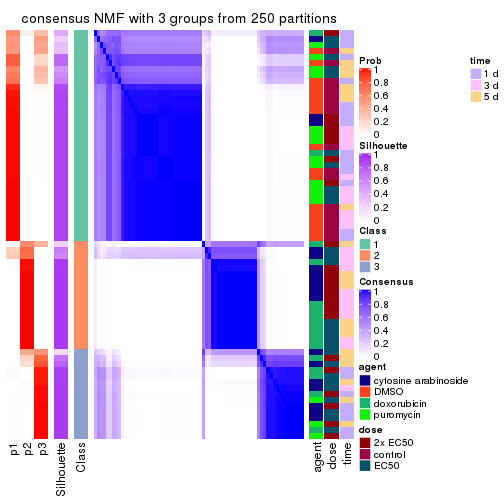 consensus NMF with 3 groups from 250 partitions
Prob
1
0.8
0.6
0.4
0.2
0
time
1 d
3 d
5 d
Silhouette
1
0.8
0.6
0.4
0.2
0
Class
1
2
3
Consensus
1
0.8
0.6
0.4
0.2
0
agent
cytosine arabinoside
DMSO
doxorubicin
puromycin
dose
2x EC50
control
EC50
p1
p2
p3
Silhouette
Class
agent
dose
time